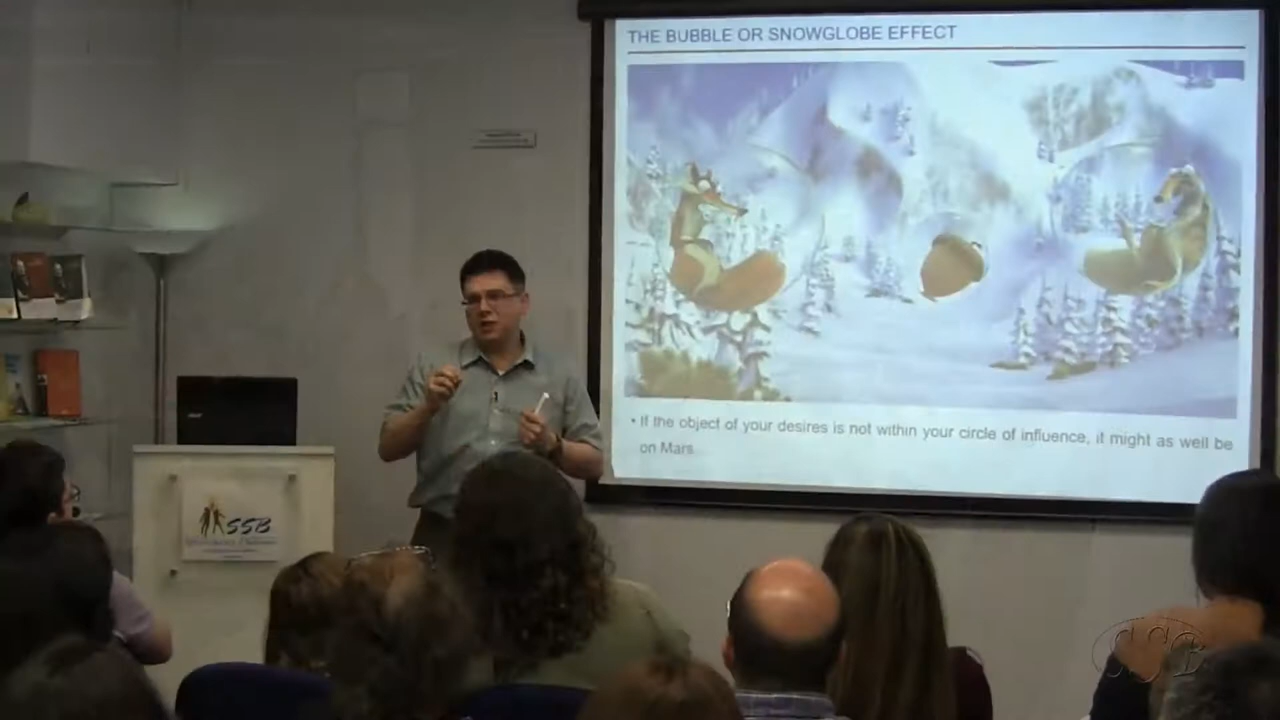 THE BUBBLE OR SNOWGLOBE EFFECT
• If the object of your desires is not within your circle of influence, it might as well be
on Mars.
SSB
SSB